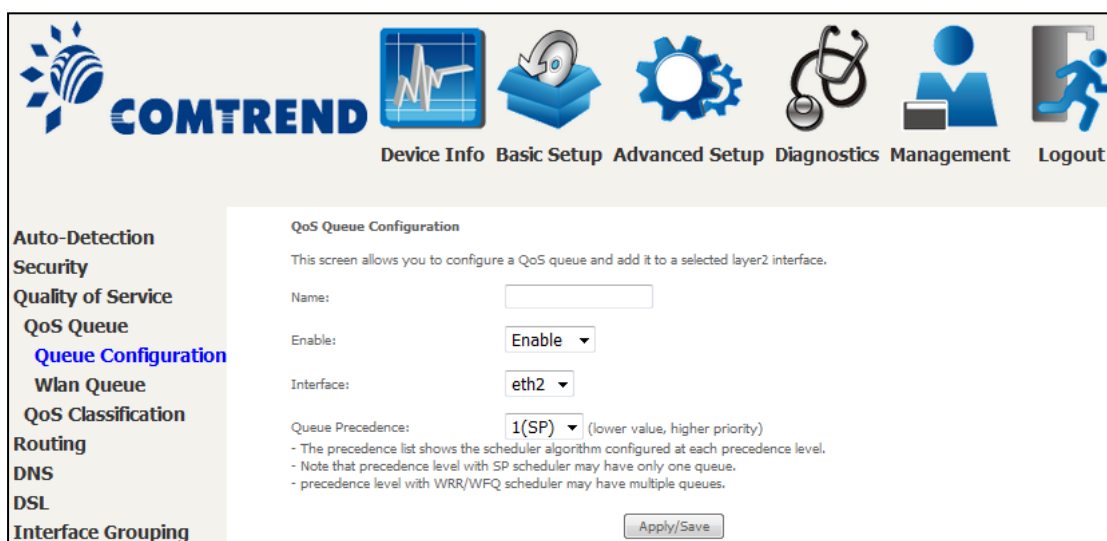 COMTREND
Device Info Basic Setup Advanced Setup Diagnostics Management Logout
Auto-Detection
Security
Quality of Service
QoS Queue
Queue Configuration
Wlan Queue
QoS Classification
Routing
DNS
DSL
Interface Grouping
QoS Queue Configuration
This screen allows you to configure a QoS queue and add it to a selected layer2 interface.
Name:
Enable: Enable
Interface: eth2
Queue Precedence: 1(SP) (lower value, higher priority)
- The precedence list shows the scheduler algorithm configured at each precedence level.
- Note that precedence level with SP scheduler may have only one queue.
- precedence level with WRR/WFQ scheduler may have multiple queues.
Apply/Save